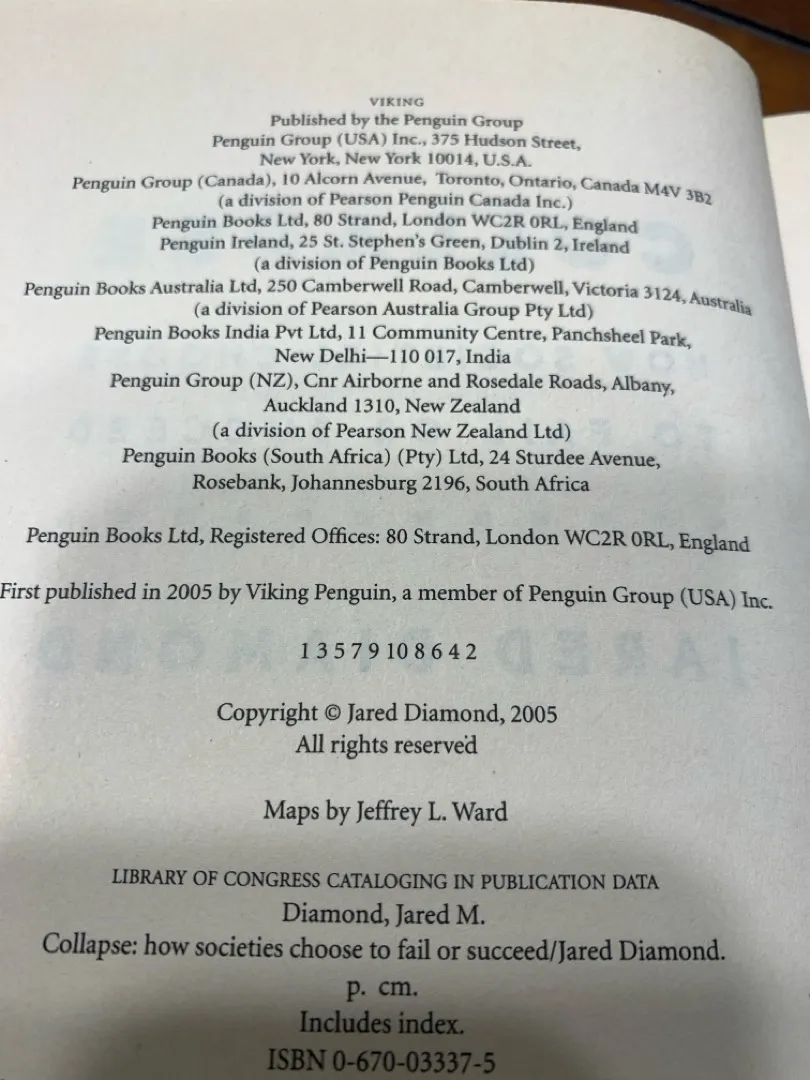 VIKING
Published by the Penguin Group
Penguin Group (USA) Inc., 375 Hudson Street,
New York, New York 10014, U.S.A.
Penguin Group (Canada), 10 Alcorn Avenue, Toronto, Ontario, Canada M4V 3B2
(a division of Pearson Penguin Canada Inc.)
Penguin Books Ltd, 80 Strand, London WC2R 0RL, England
Penguin Ireland, 25 St. Stephen's Green, Dublin 2, Ireland
(a division of Penguin Books Ltd)
Penguin Books Australia Ltd, 250 Camberwell Road, Camberwell, Victoria 3124, Australia
(a division of Pearson Australia Group Pty Ltd)
Penguin Books India Pvt Ltd, 11 Community Centre, Panchsheel Park,
New Delhi—110 017, India
Penguin Group (NZ), Cnr Airborne and Rosedale Roads, Albany,
Auckland 1310, New Zealand
(a division of Pearson New Zealand Ltd)
Penguin Books (South Africa) (Pty) Ltd, 24 Sturdee Avenue,
Rosebank, Johannesburg 2196, South Africa
Penguin Books Ltd, Registered Offices: 80 Strand, London WC2R 0RL, England
First published in 2005 by Viking Penguin, a member of Penguin Group (USA) Inc.
1 3 5 7 9 10 8 6 4 2
Copyright © Jared Diamond, 2005
All rights reserved
Maps by Jeffrey L. Ward
LIBRARY OF CONGRESS CATALOGING IN PUBLICATION DATA
Diamond, Jared M.
Collapse: how societies choose to fail or succeed/Jared Diamond.
p. cm.
Includes index.
ISBN 0-670-03337-5